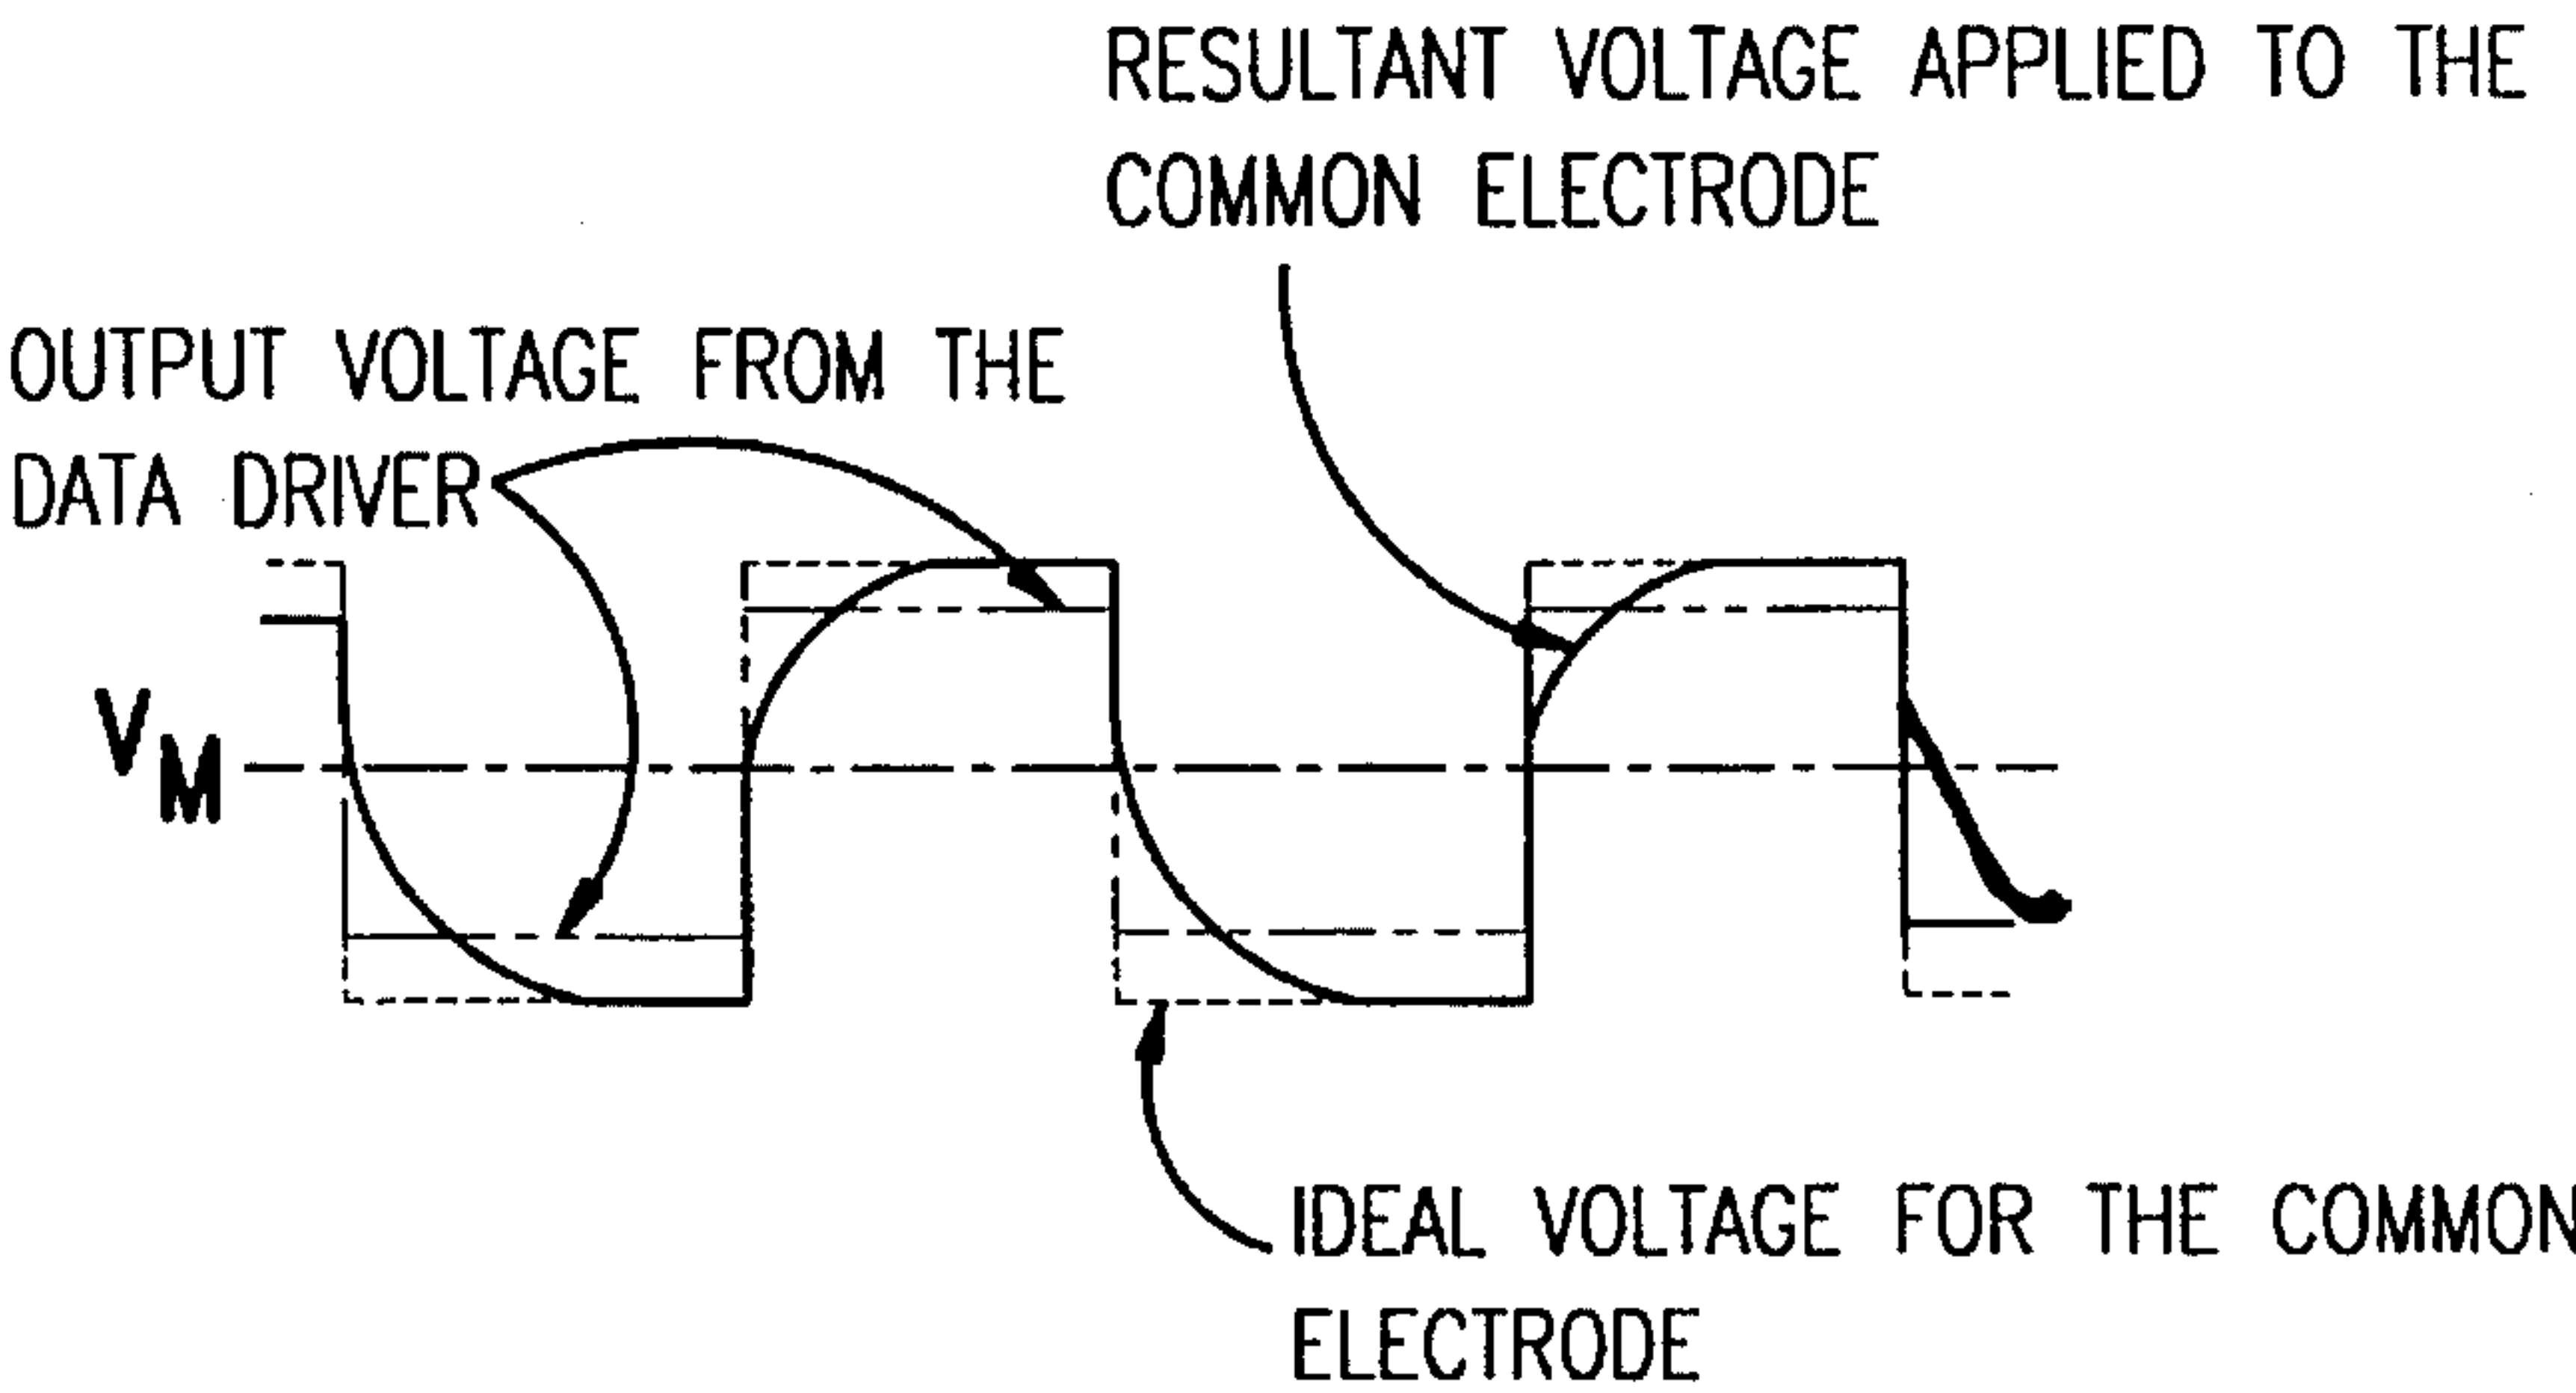 RESULTANT VOLTAGE APPLIED TO THE
COMMON ELECTRODE
OUTPUT VOLTAGE FROM THE
DATA DRIVER
VM
IDEAL VOLTAGE FOR THE COMMON
ELECTRODE